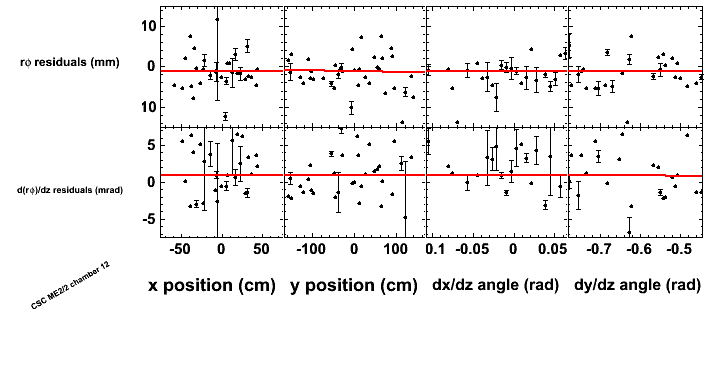 10
0
10
rϕ residuals (mm)
5
0
-5
d(rϕ)/dz residuals (mrad)
-50 0 50 -100 0 100 0.1 -0.05 0 0.05 -0.7 -0.6 -0.5
x position (cm) y position (cm) dx/dz angle (rad) dy/dz angle (rad)
CSC ME2/2 chamber 12